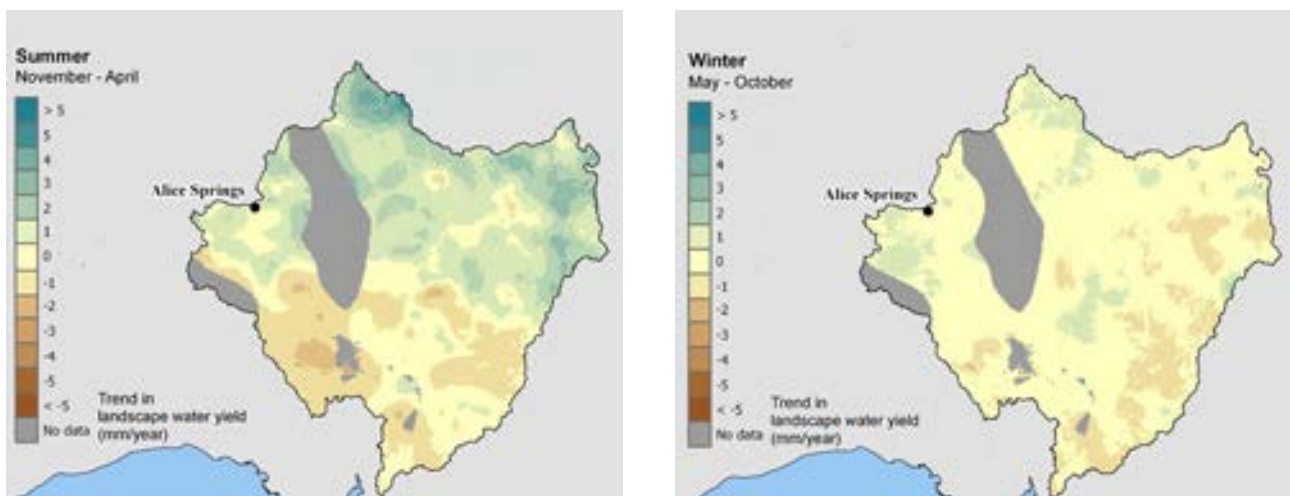 Summer
November - April
> 5
5
4
3
2
1
0
-1
-2
-3
-4
-5
< -5
No data
Trend in
landscape water yield
(mm/year)
Alice Springs
Winter
May - October
> 5
5
4
3
2
1
0
-1
-2
-3
-4
-5
< -5
No data
Trend in
landscape water yield
(mm/year)
Alice Springs